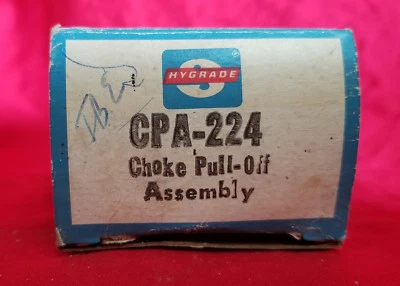 HYGRADE
CPA-224
Choke Pull-Off
Assembly